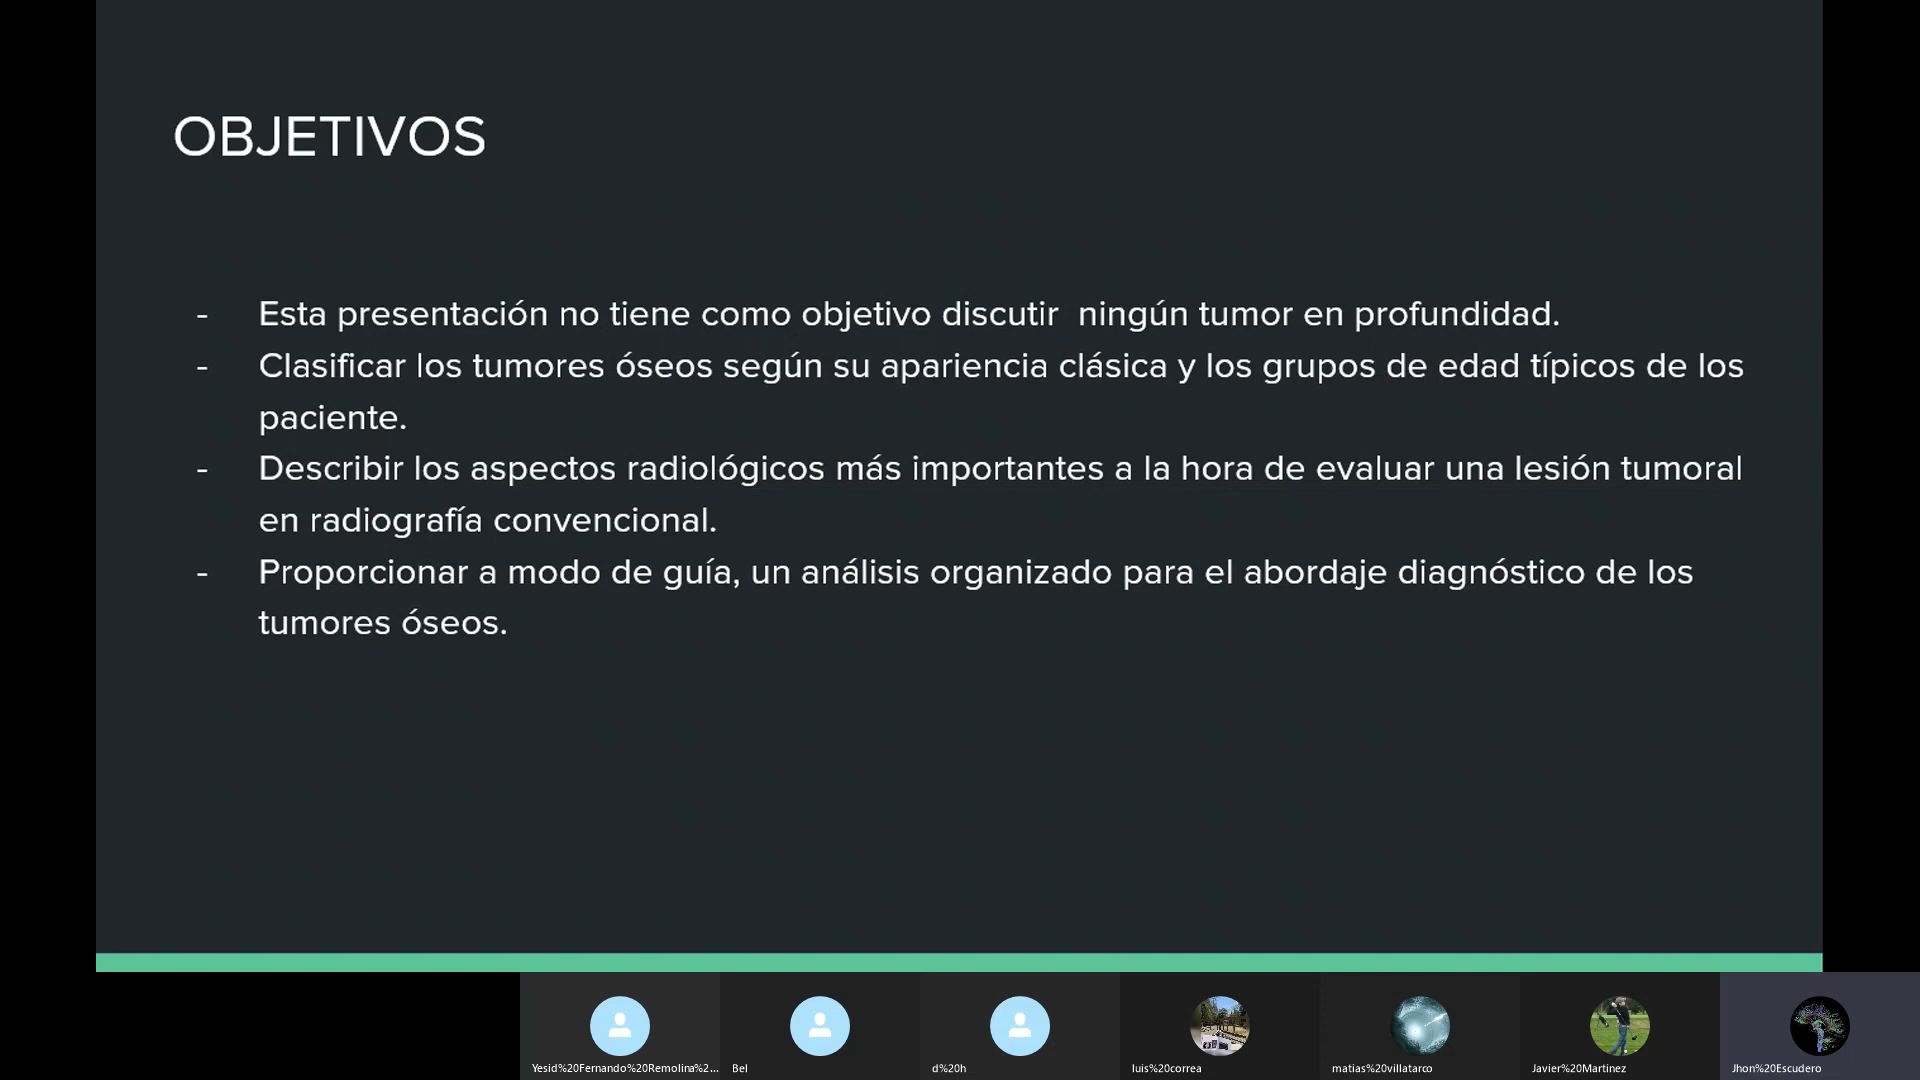 OBJETIVOS
- Esta presentación no tiene como objetivo discutir  ningún tumor en profundidad.
- Clasificar los tumores óseos según su apariencia clásica y los grupos de edad típicos de los
paciente.
- Describir los aspectos radiológicos más importantes a la hora de evaluar una lesión tumoral
en radiografía convencional.
- Proporcionar a modo de guía, un análisis organizado para el abordaje diagnóstico de los
tumores óseos.
Yesid%20Fernando%20Remolina%2...
Bel
d%20h
luis%20correa
matias%20villatarco
Javier%20Martinez
Jhon%20Escudero